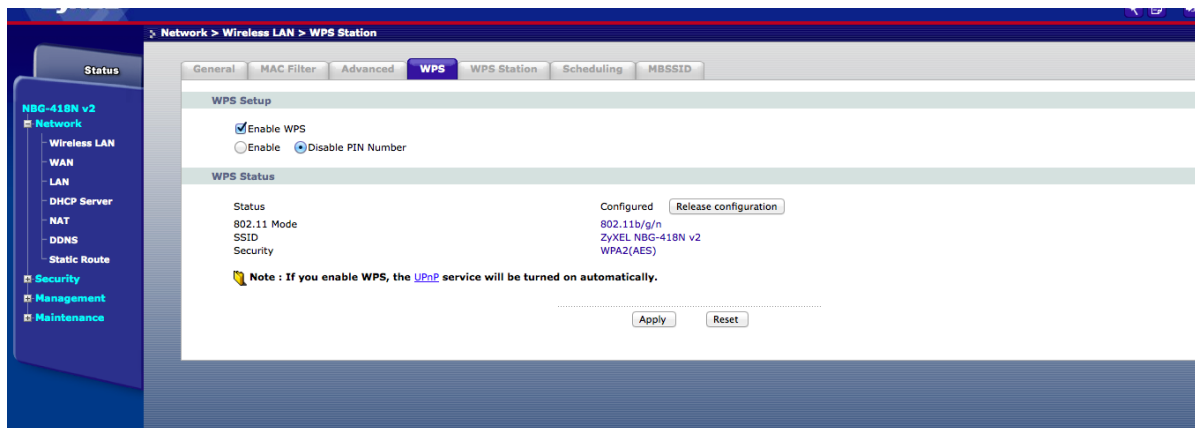 Network > Wireless LAN > WPS Station
Status
General MAC Filter Advanced WPS WPS Station Scheduling MBSSID
NBG-418N v2
Network
Wireless LAN
WAN
LAN
DHCP Server
NAT
DDNS
Static Route
Security
Management
Maintenance
WPS Setup
Enable WPS
Enable Disable PIN Number
WPS Status
Status Configured Release configuration
802.11 Mode 802.11b/g/n
SSID ZyXEL NBG-418N v2
Security WPA2(AES)
Note : If you enable WPS, the UPnP service will be turned on automatically.
Apply Reset